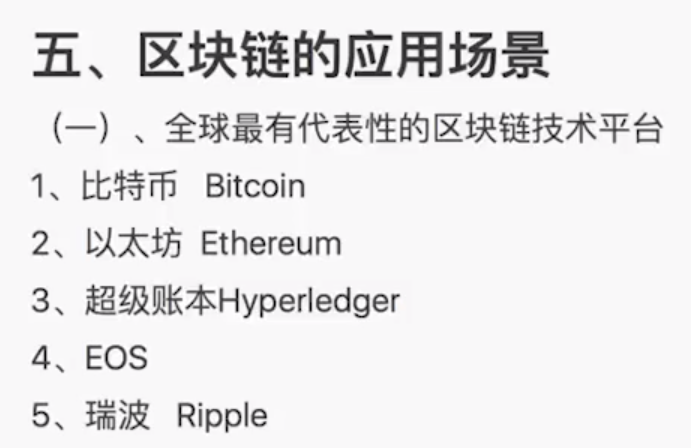 五、区块链的应用场景
（一）、全球最有代表性的区块链技术平台
1、比特币 Bitcoin
2、以太坊 Ethereum
3、超级账本Hyperledger
4、EOS
5、瑞波 Ripple